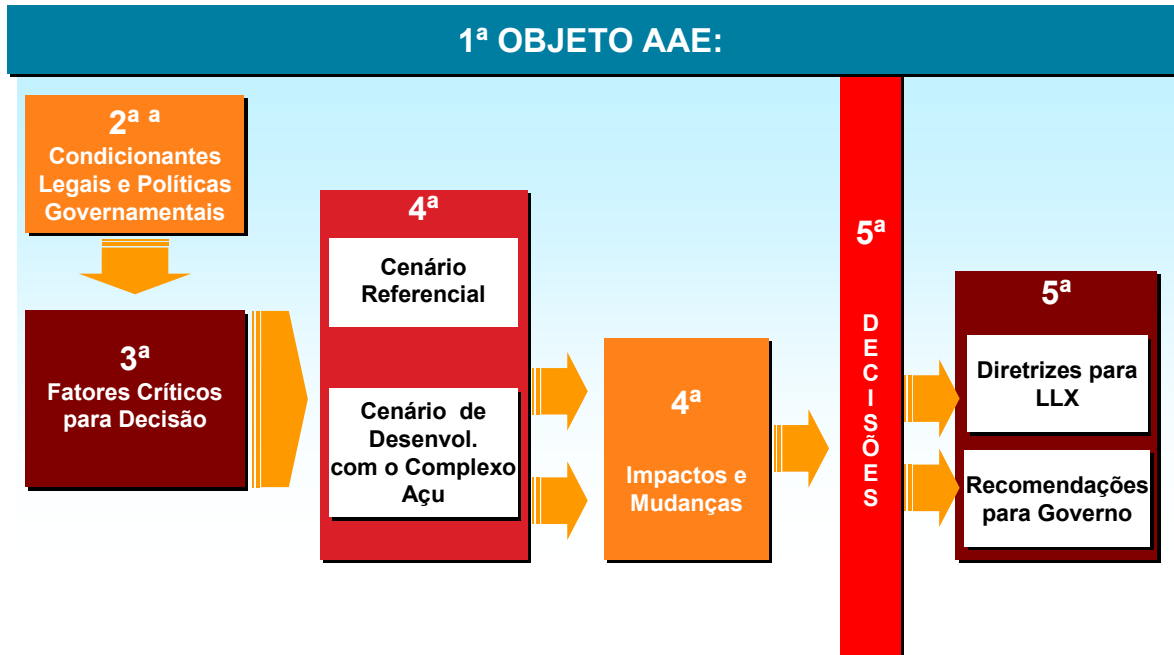 1ª OBJETO AAE:
2ª ª
Condicionantes
Legais e Políticas
Governamentais
3ª
Fatores Críticos
para Decisão
4ª
Cenário
Referencial
Cenário de
Desenvol.
com o Complexo
Açu
4ª
Impactos e
Mudanças
5ª
D
E
C
I
S
Õ
E
S
5ª
Diretrizes para
LLX
Recomendações
para Governo